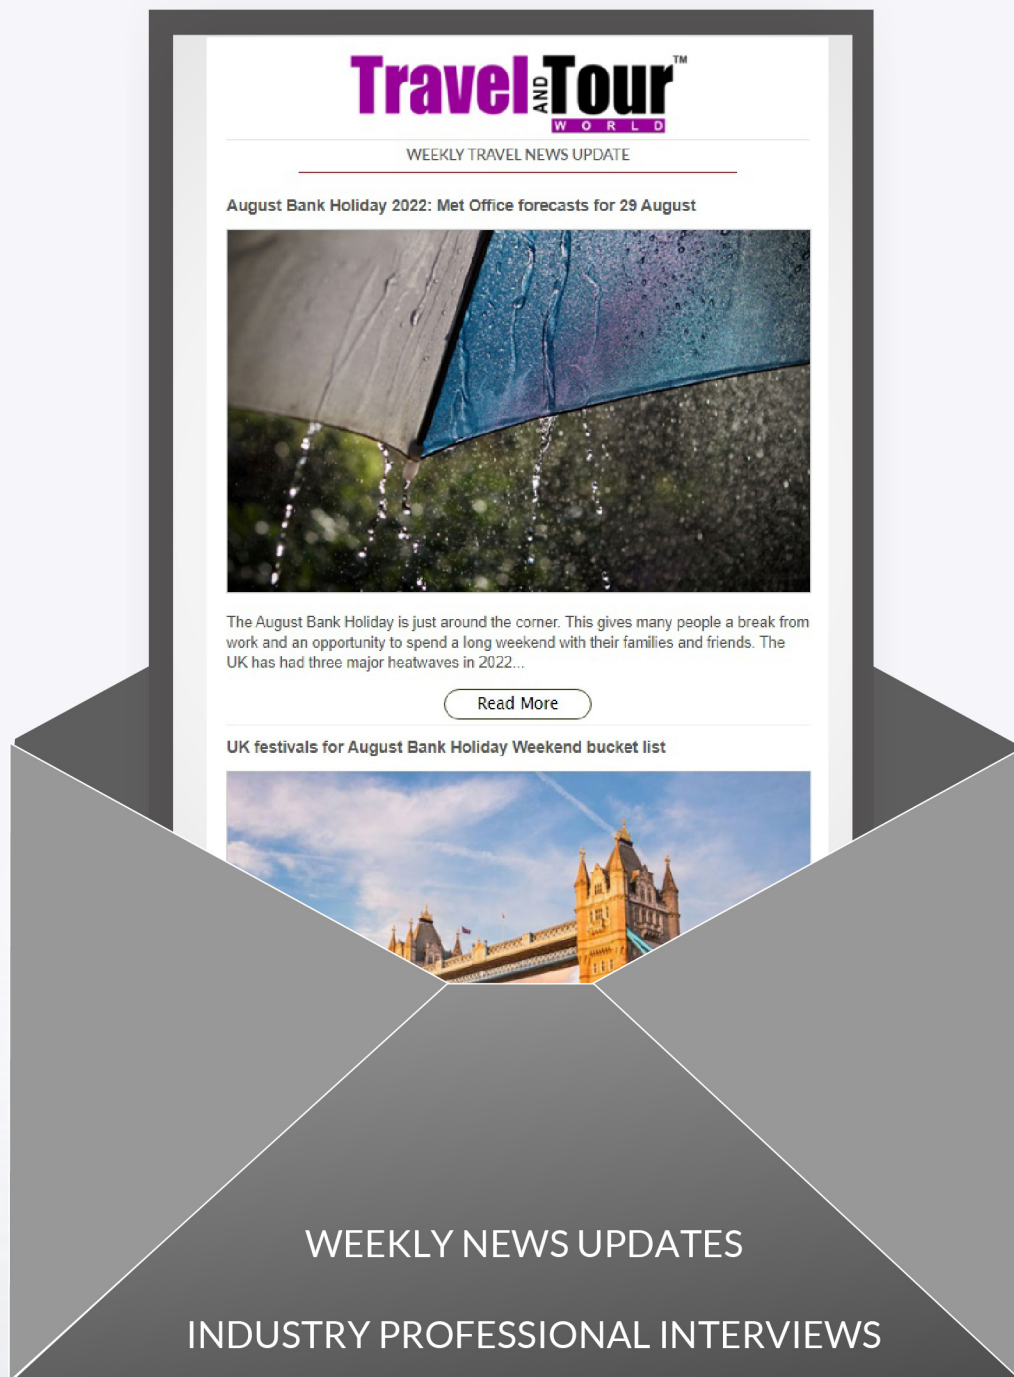 Travel AND Tour™
WORLD
WEEKLY TRAVEL NEWS UPDATE
August Bank Holiday 2022: Met Office forecasts for 29 August
The August Bank Holiday is just around the corner. This gives many people a break from
work and an opportunity to spend a long weekend with their families and friends. The
UK has had three major heatwaves in 2022...
Read More
UK festivals for August Bank Holiday Weekend bucket list
WEEKLY NEWS UPDATES
INDUSTRY PROFESSIONAL INTERVIEWS